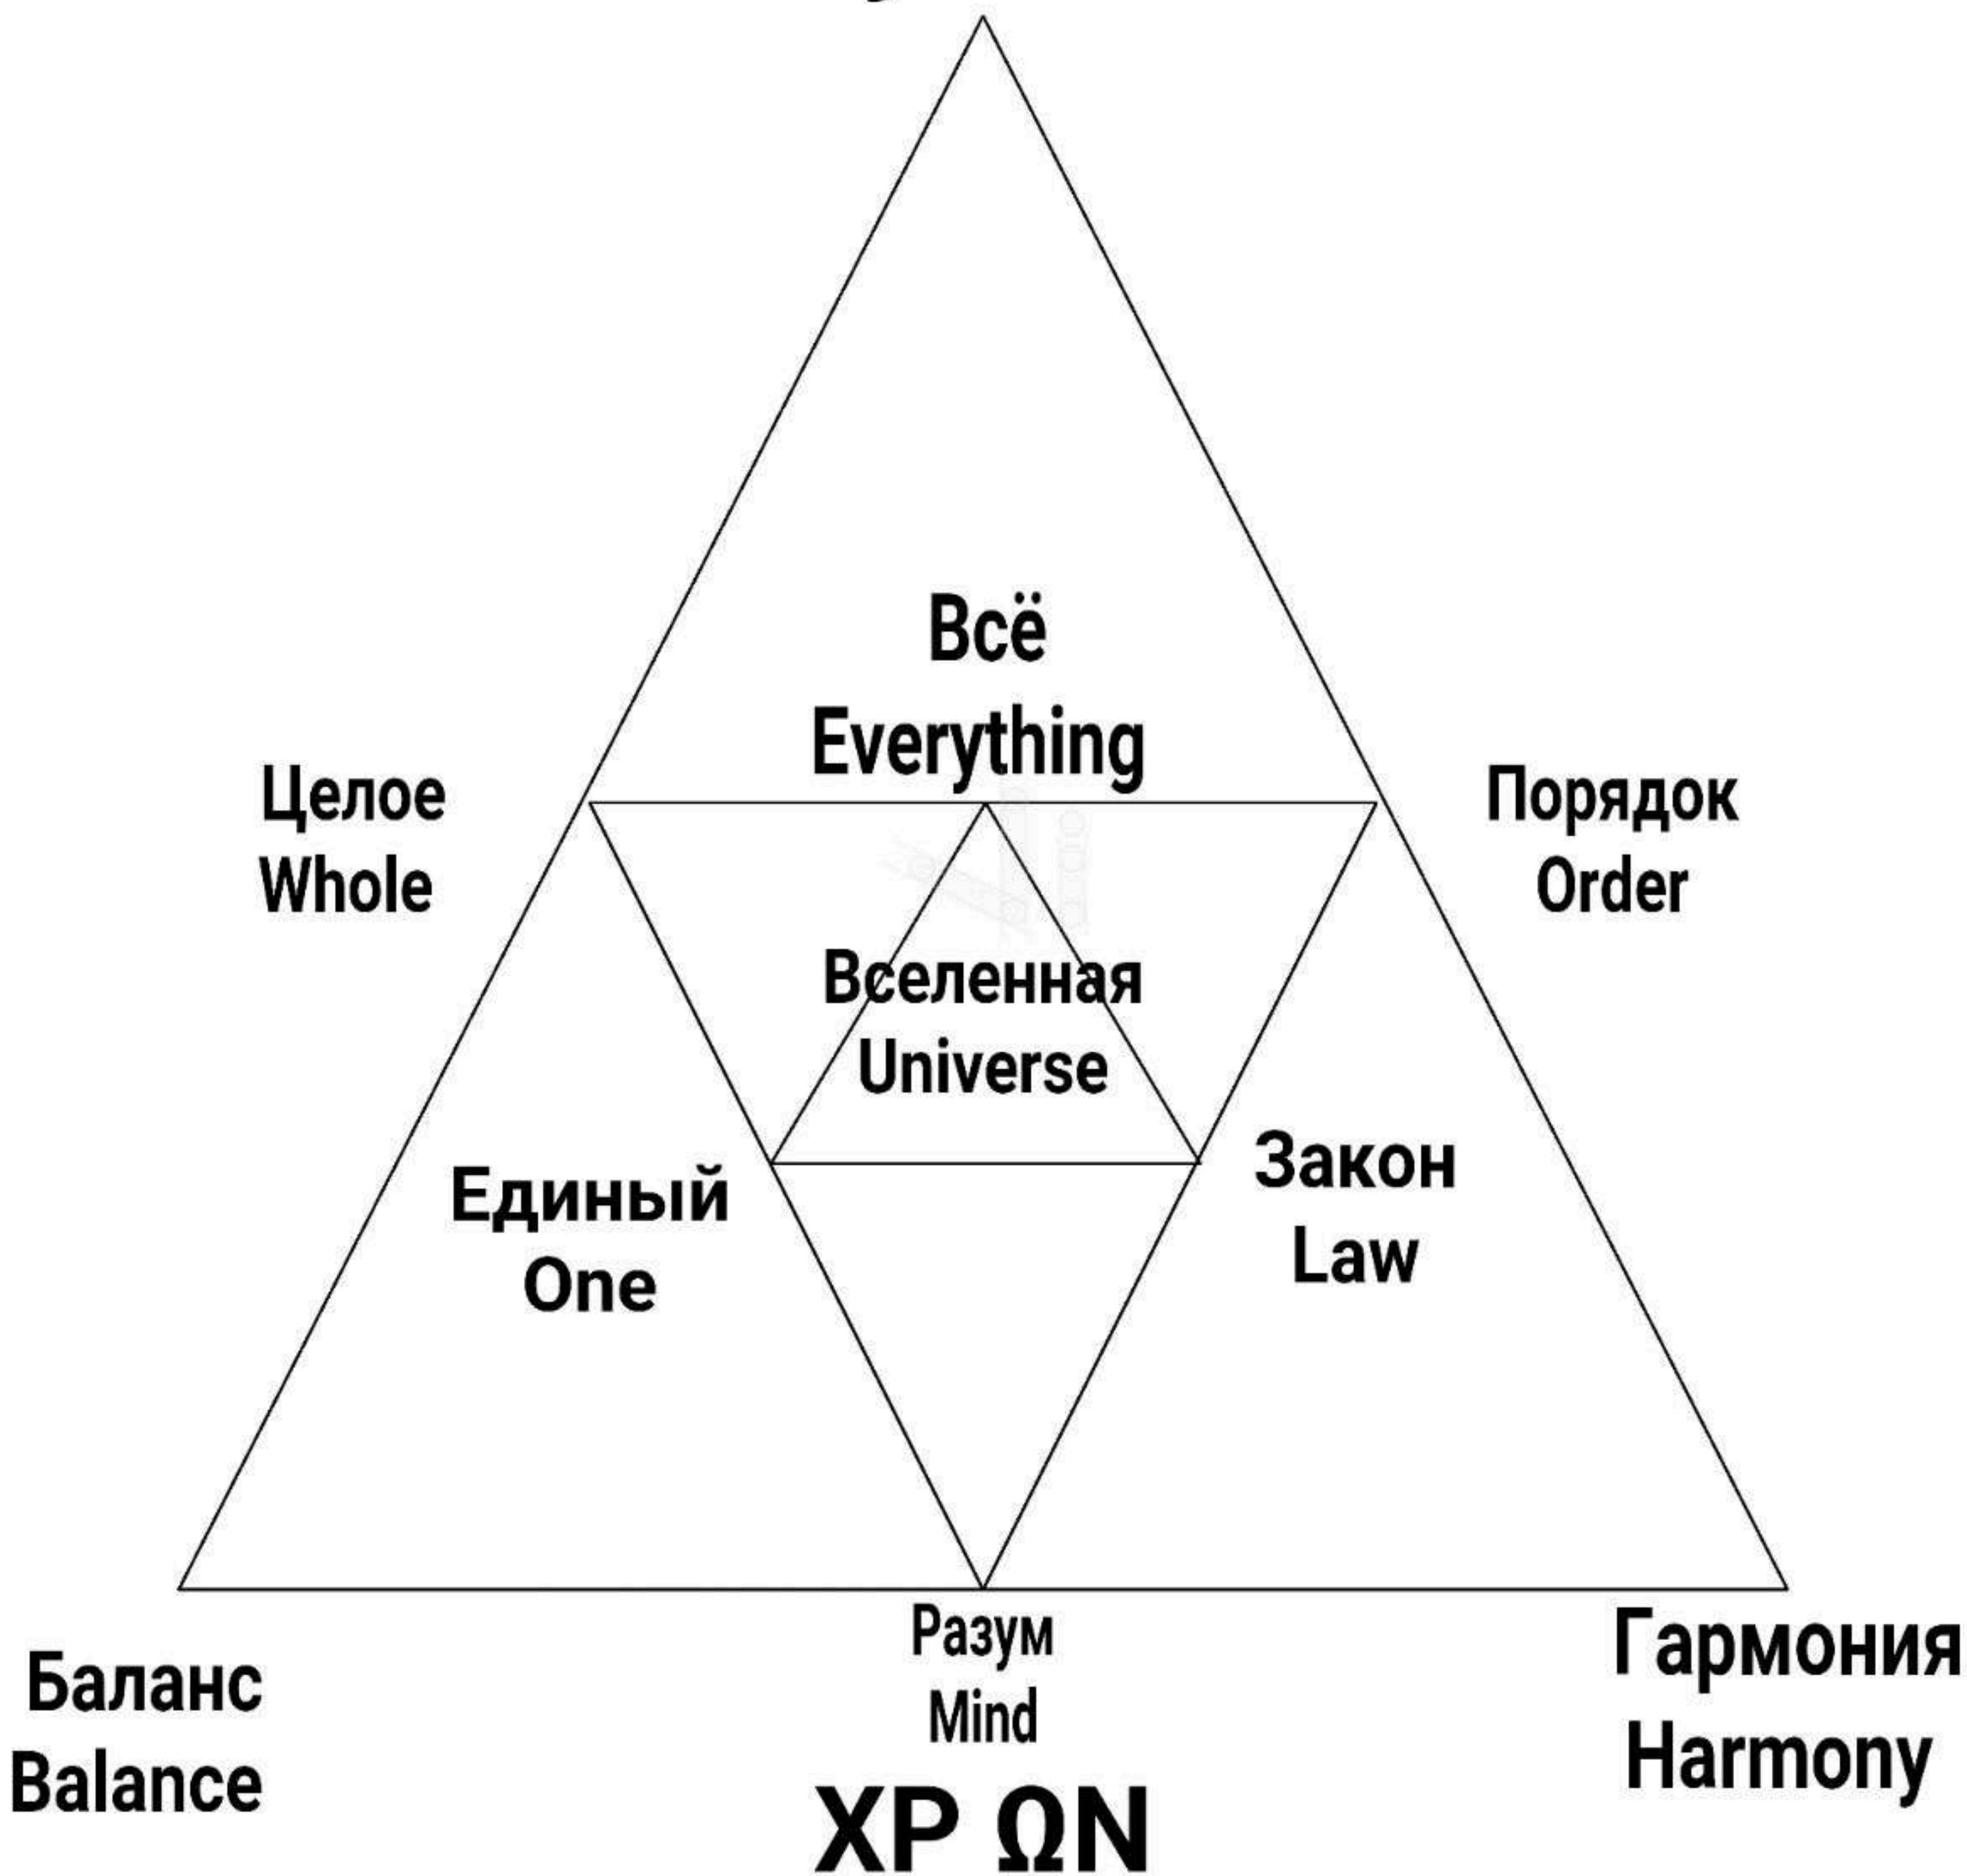 Всё
Everything
Целое
Whole
Порядок
Order
Вселенная
Universe
Единый
One
Закон
Law
Разум
Mind
Баланс
Balance
Гармония
Harmony
ΧΡ ΩΝ